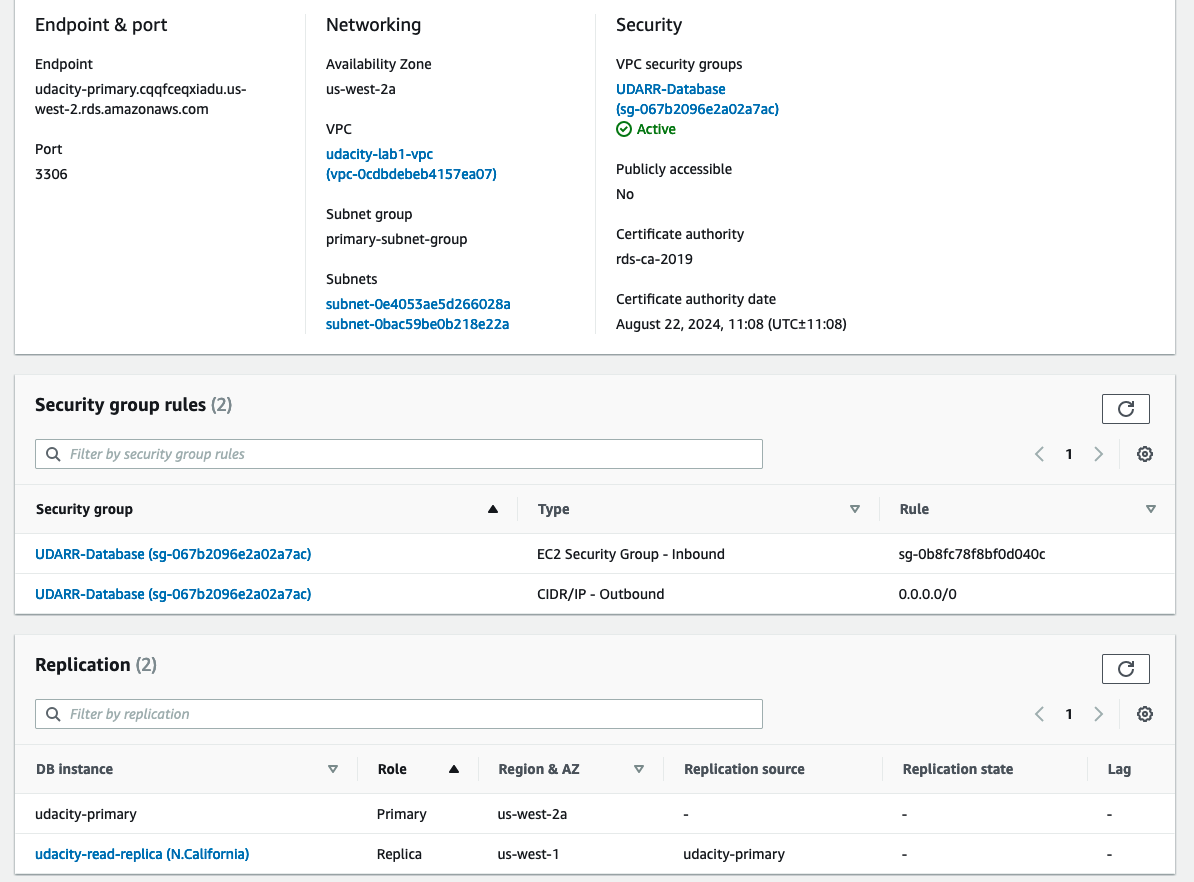 Endpoint & port
Endpoint
udacity-primary.cqqfceqxiadu.us-
west-2.rds.amazonaws.com
Port
3306
Networking
Availability Zone
us-west-2a
VPC
udacity-lab1-vpc
(vpc-0cdbdebeb4157ea07)
Subnet group
primary-subnet-group
Subnets
subnet-0e4053ae5d266028a
subnet-0bac59be0b218e22a
Security
VPC security groups
UDARR-Database
(sg-067b2096e2a02a7ac)
Active
Publicly accessible
No
Certificate authority
rds-ca-2019
Certificate authority date
August 22, 2024, 11:08 (UTC±11:08)
Security group rules (2)
Filter by security group rules
1
Security group Type Rule
UDARR-Database (sg-067b2096e2a02a7ac) EC2 Security Group - Inbound sg-0b8fc78f8bf0d040c
UDARR-Database (sg-067b2096e2a02a7ac) CIDR/IP - Outbound 0.0.0.0/0
Replication (2)
Filter by replication
1
DB instance Role Region & AZ Replication source Replication state Lag
udacity-primary Primary us-west-2a - - -
udacity-read-replica (N.California) Replica us-west-1 udacity-primary - -